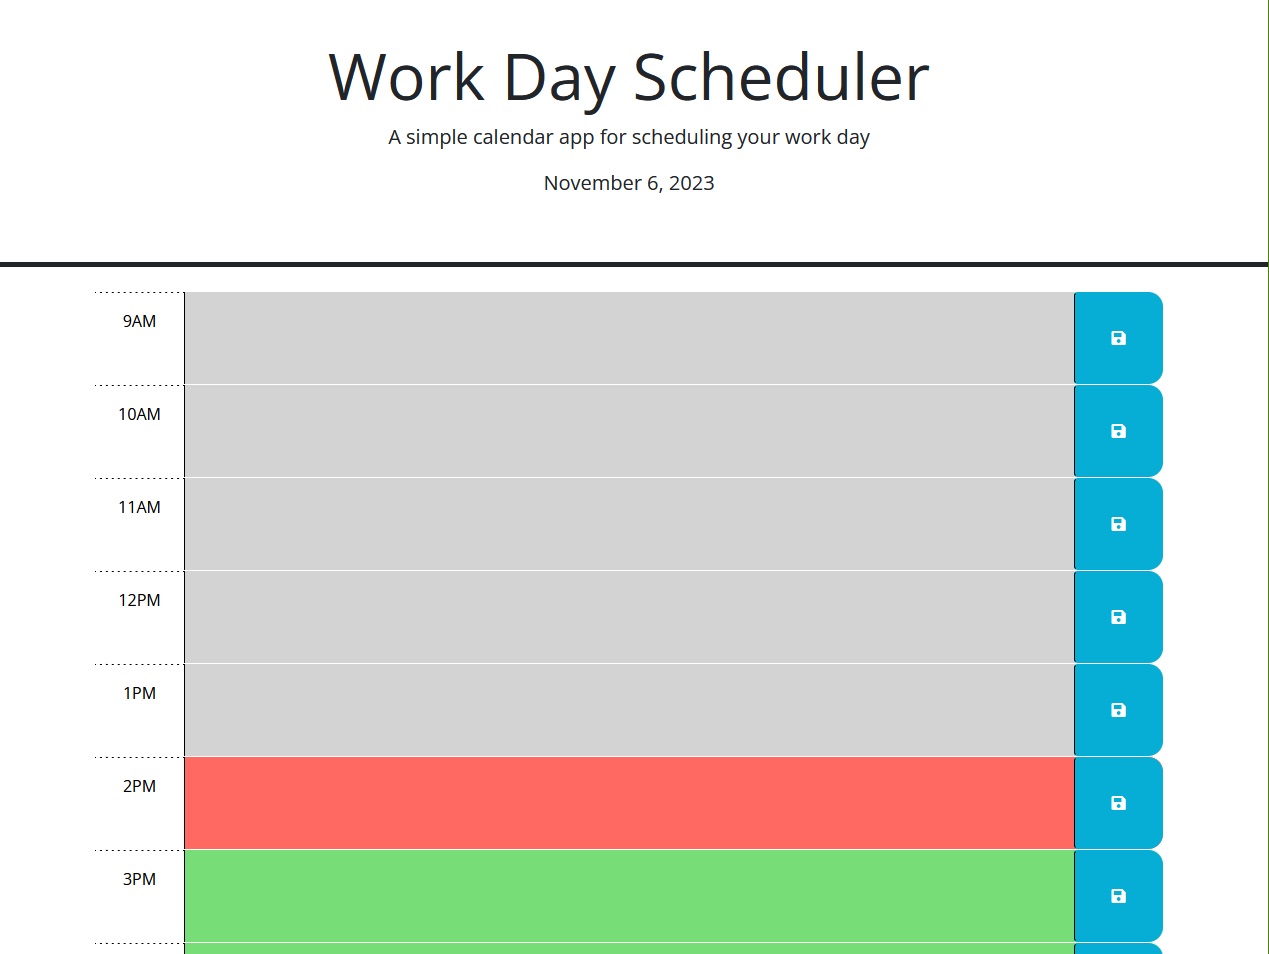 Work Day Scheduler
A simple calendar app for scheduling your work day
November 6, 2023
9AM
10AM
11AM
12PM
1PM
2PM
3PM